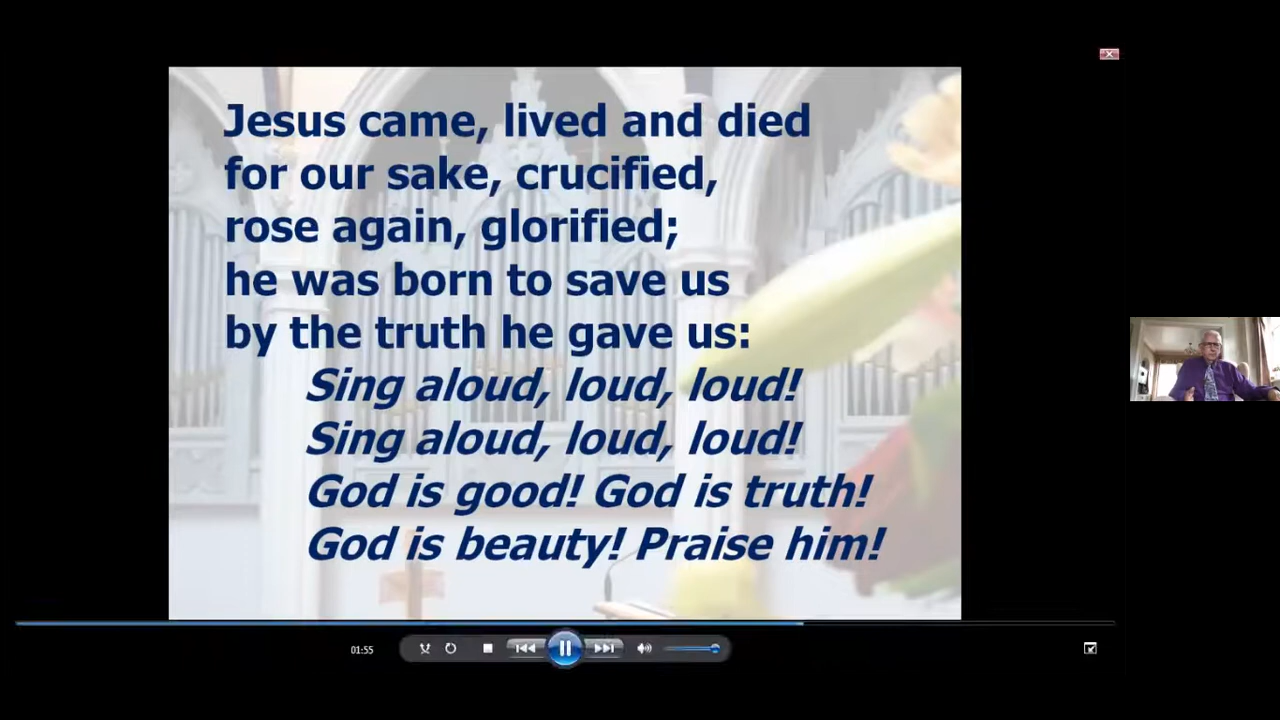 Jesus came, lived and died
for our sake, crucified,
rose again, glorified;
he was born to save us
by the truth he gave us:
Sing aloud, loud, loud!
Sing aloud, loud, loud!
God is good! God is truth!
God is beauty! Praise him!
01:55